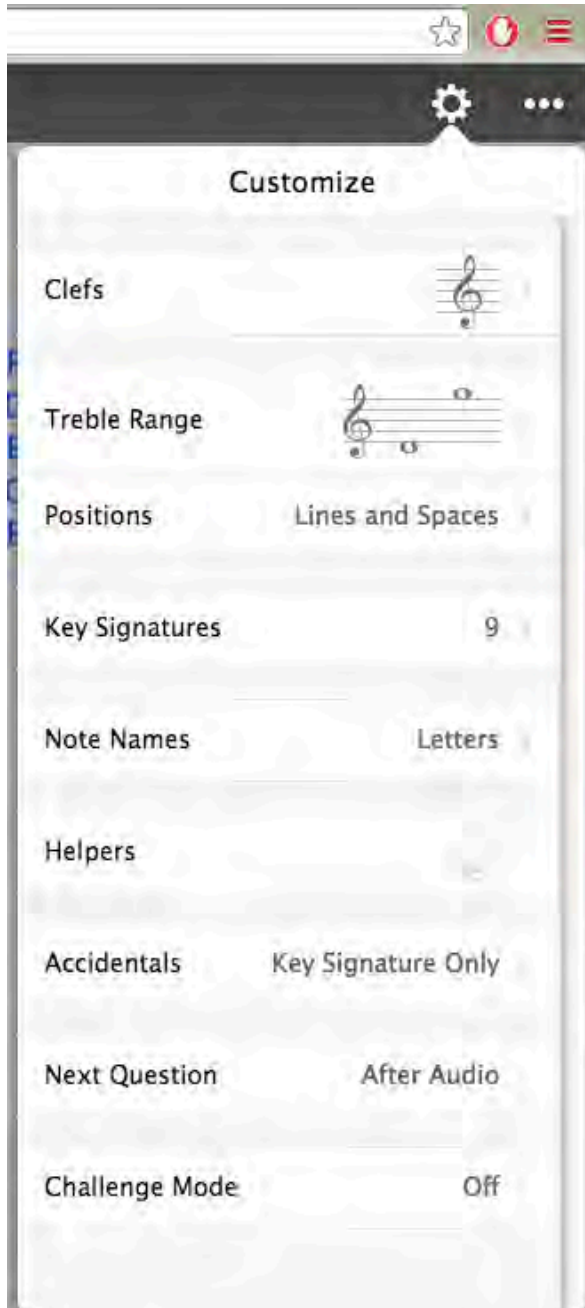 Customize
Clefs
Treble Range
Positions Lines and Spaces
Key Signatures 9
Note Names Letters
Helpers
Accidentals Key Signature Only
Next Question After Audio
Challenge Mode Off